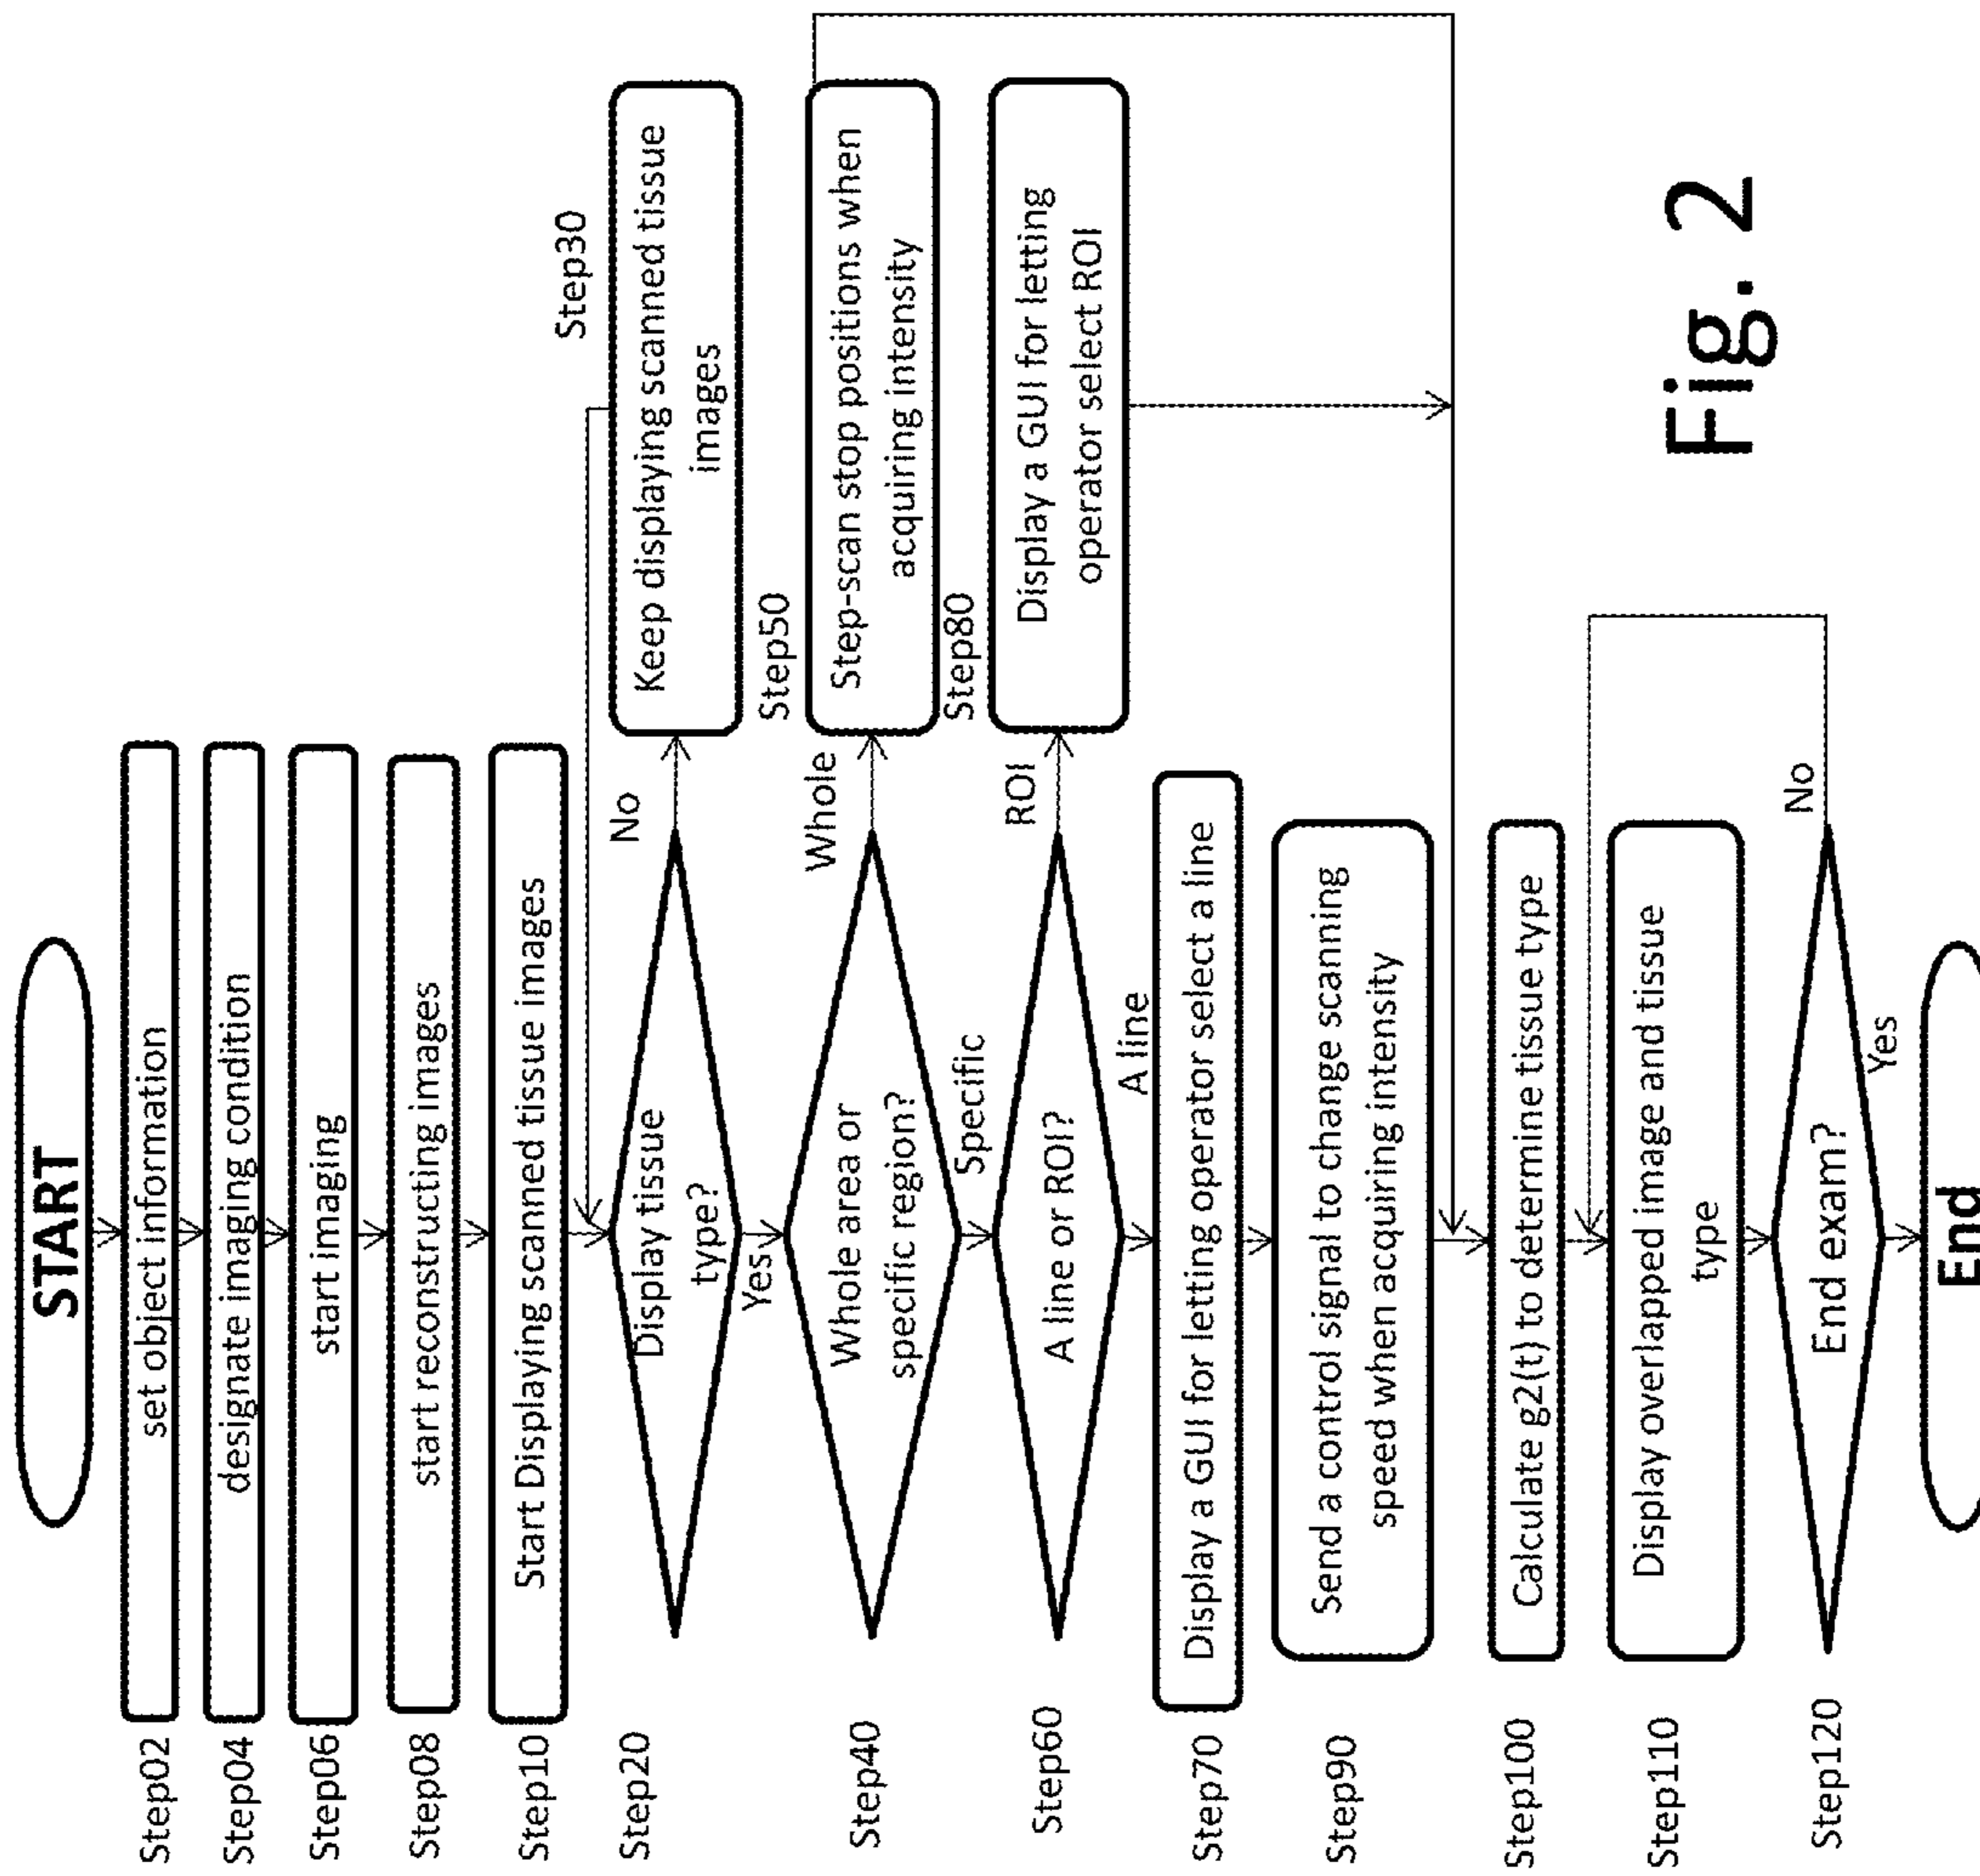 START
Step02
set object information
Step04
designate imaging condition
Step06
start imaging
Step08
start reconstructing images
Step10
Start Displaying scanned tissue images
Step20
Display tissue
type?
No
Yes
Step30
Keep displaying scanned tissue
images
Step40
Whole area or
specific region?
Whole
Specific
Step50
Step-scan stop positions when
acquiring intensity
Step60
A line or ROI?
ROI
A line
Step80
Display a GUI for letting
operator select ROI
Step70
Display a GUI for letting operator select a line
Step90
Send a control signal to change scanning
speed when acquiring intensity
Step100
Calculate g2(t) to determine tissue type
Step110
Display overlapped image and tissue
type
Step120
End exam?
No
Yes
End
Fig. 2